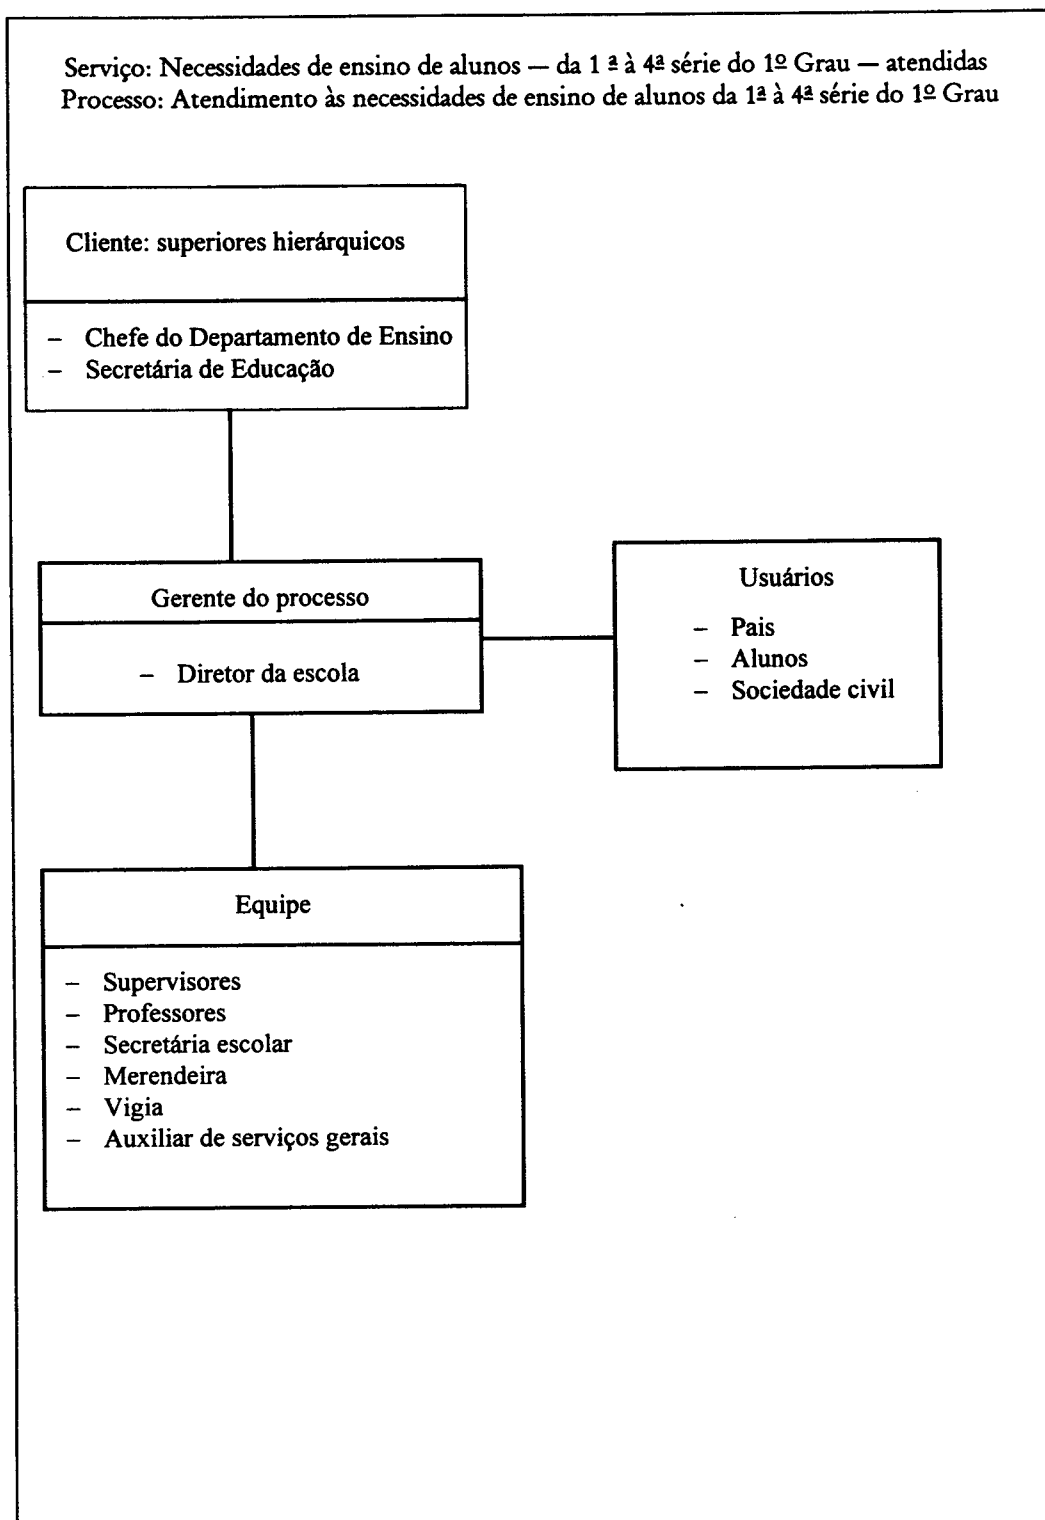 Serviço: Necessidades de ensino de alunos — da 1 ª à 4ª série do 1º Grau — atendidas
Processo: Atendimento às necessidades de ensino de alunos da 1ª à 4ª série do 1º Grau
Cliente: superiores hierárquicos
– Chefe do Departamento de Ensino
– Secretária de Educação
Gerente do processo
– Diretor da escola
Usuários
– Pais
– Alunos
– Sociedade civil
Equipe
– Supervisores
– Professores
– Secretária escolar
– Merendeira
– Vigia
– Auxiliar de serviços gerais